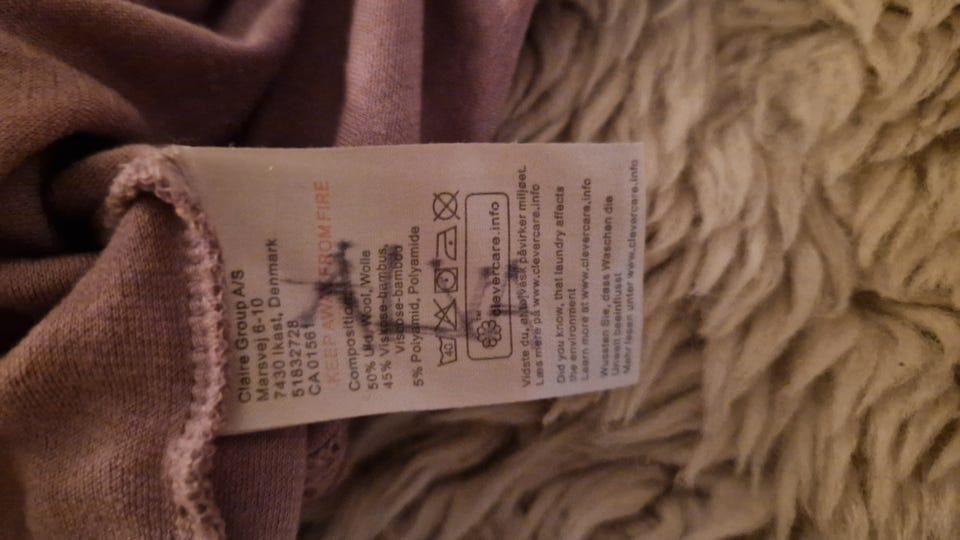 Claire Group A/S
Marsvej 6-10
7430 Ikast, Denmark
51832728
CA 01561
KEEP AWAY FROM FIRE
Composition
50% Uld, Wool, Wolle
45% Viscose-bambus,
Viscose-bamboo
5% Polyamid, Polyamide
clevercare.info
Vidste du, at tøjvask påvirker miljøet.
Læs mere på www.clevercare.info
Did you know, that laundry affects
the environment
Learn more at www.clevercare.info
Wussten Sie, dass Waschen die
Umwelt beeinflusst
Mehr lesen unter www.clevercare.info